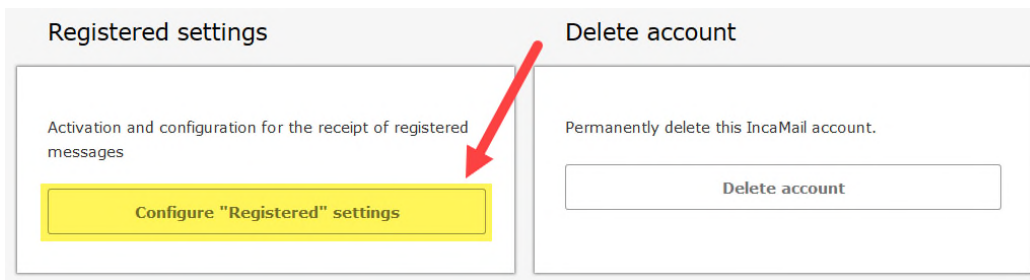 Registered settings
Activation and configuration for the receipt of registered
messages
Configure "Registered" settings
Delete account
Permanently delete this IncaMail account.
Delete account